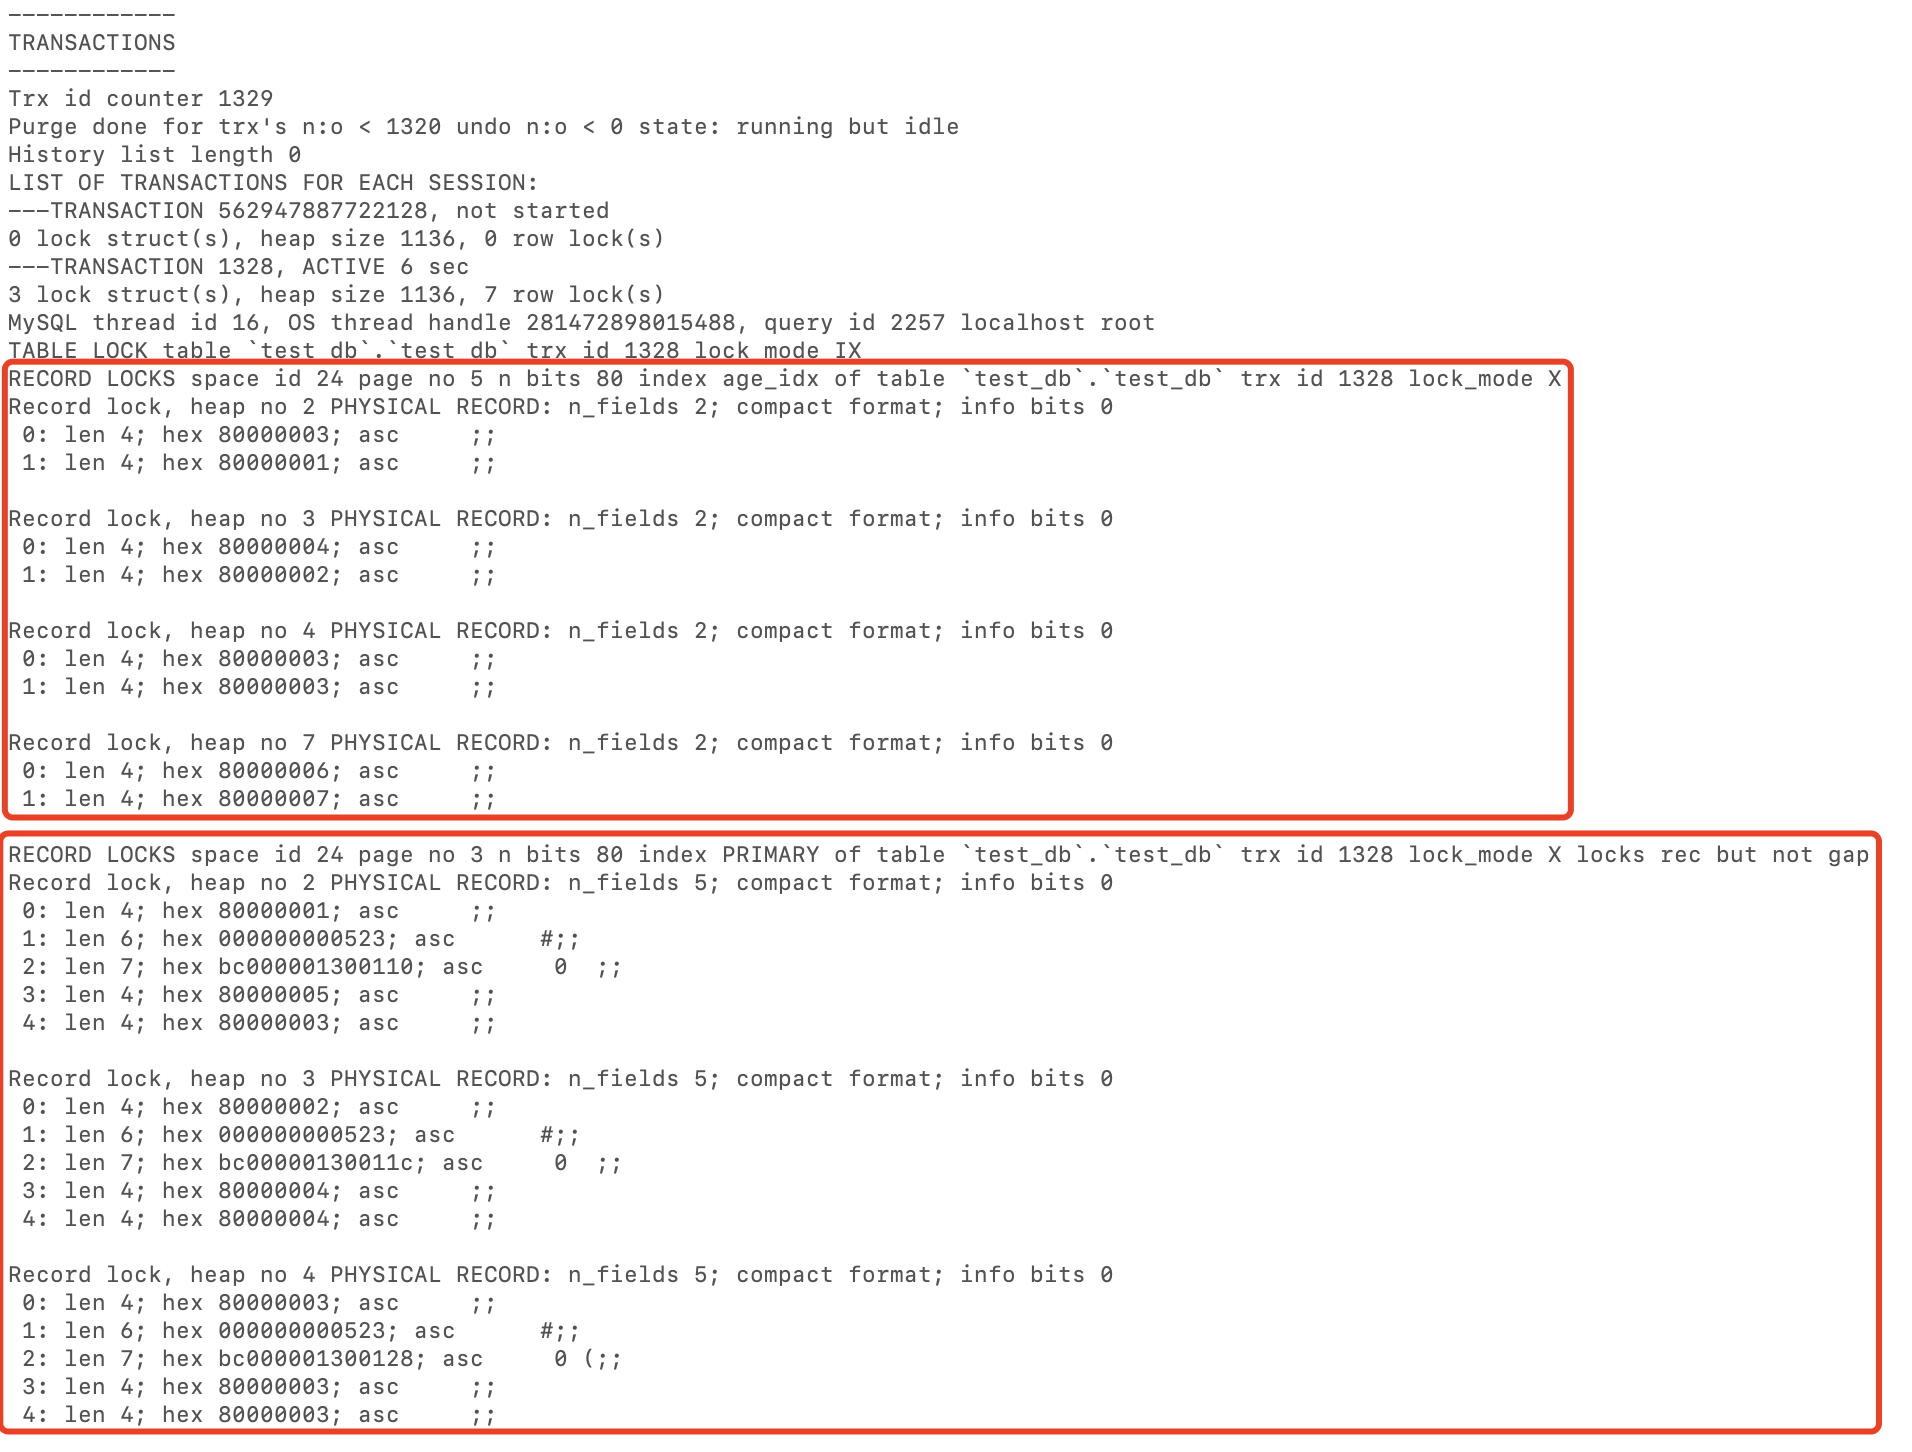 ------------
TRANSACTIONS
------------
Trx id counter 1329
Purge done for trx's n:o < 1320 undo n:o < 0 state: running but idle
History list length 0
LIST OF TRANSACTIONS FOR EACH SESSION:
---TRANSACTION 562947887722128, not started
0 lock struct(s), heap size 1136, 0 row lock(s)
---TRANSACTION 1328, ACTIVE 6 sec
3 lock struct(s), heap size 1136, 7 row lock(s)
MySQL thread id 16, OS thread handle 281472898015488, query id 2257 localhost root
TABLE LOCK table `test_db`.`test_db` trx id 1328 lock mode IX
RECORD LOCKS space id 24 page no 5 n bits 80 index age_idx of table `test_db`.`test_db` trx id 1328 lock_mode X
Record lock, heap no 2 PHYSICAL RECORD: n_fields 2; compact format; info bits 0
 0: len 4; hex 80000003; asc     ;;
 1: len 4; hex 80000001; asc     ;;

Record lock, heap no 3 PHYSICAL RECORD: n_fields 2; compact format; info bits 0
 0: len 4; hex 80000004; asc     ;;
 1: len 4; hex 80000002; asc     ;;

Record lock, heap no 4 PHYSICAL RECORD: n_fields 2; compact format; info bits 0
 0: len 4; hex 80000003; asc     ;;
 1: len 4; hex 80000003; asc     ;;

Record lock, heap no 7 PHYSICAL RECORD: n_fields 2; compact format; info bits 0
 0: len 4; hex 80000006; asc     ;;
 1: len 4; hex 80000007; asc     ;;

RECORD LOCKS space id 24 page no 3 n bits 80 index PRIMARY of table `test_db`.`test_db` trx id 1328 lock_mode X locks rec but not gap
Record lock, heap no 2 PHYSICAL RECORD: n_fields 5; compact format; info bits 0
 0: len 4; hex 80000001; asc     ;;
 1: len 6; hex 000000000523; asc      #;;
 2: len 7; hex bc000001300110; asc     0  ;;
 3: len 4; hex 80000005; asc     ;;
 4: len 4; hex 80000003; asc     ;;

Record lock, heap no 3 PHYSICAL RECORD: n_fields 5; compact format; info bits 0
 0: len 4; hex 80000002; asc     ;;
 1: len 6; hex 000000000523; asc      #;;
 2: len 7; hex bc00000130011c; asc     0  ;;
 3: len 4; hex 80000004; asc     ;;
 4: len 4; hex 80000004; asc     ;;

Record lock, heap no 4 PHYSICAL RECORD: n_fields 5; compact format; info bits 0
 0: len 4; hex 80000003; asc     ;;
 1: len 6; hex 000000000523; asc      #;;
 2: len 7; hex bc000001300128; asc     0 (;;
 3: len 4; hex 80000003; asc     ;;
 4: len 4; hex 80000003; asc     ;;